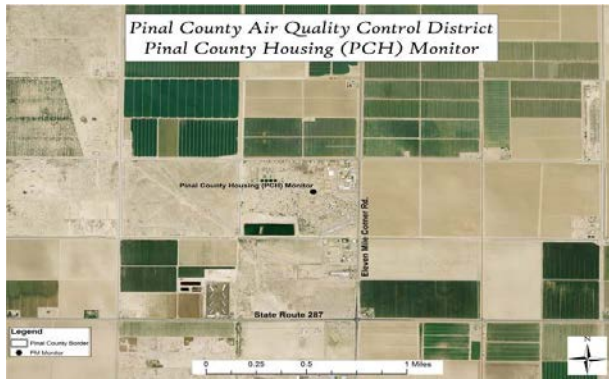 Pinal County Air Quality Control District
Pinal County Housing (PCH) Monitor
Pinal County Housing (PCH) Monitor
Eleven Mile Corner Rd.
State Route 287
Legend
Pinal County Border
PM Monitor
0 0.25 0.5 1 Miles
N